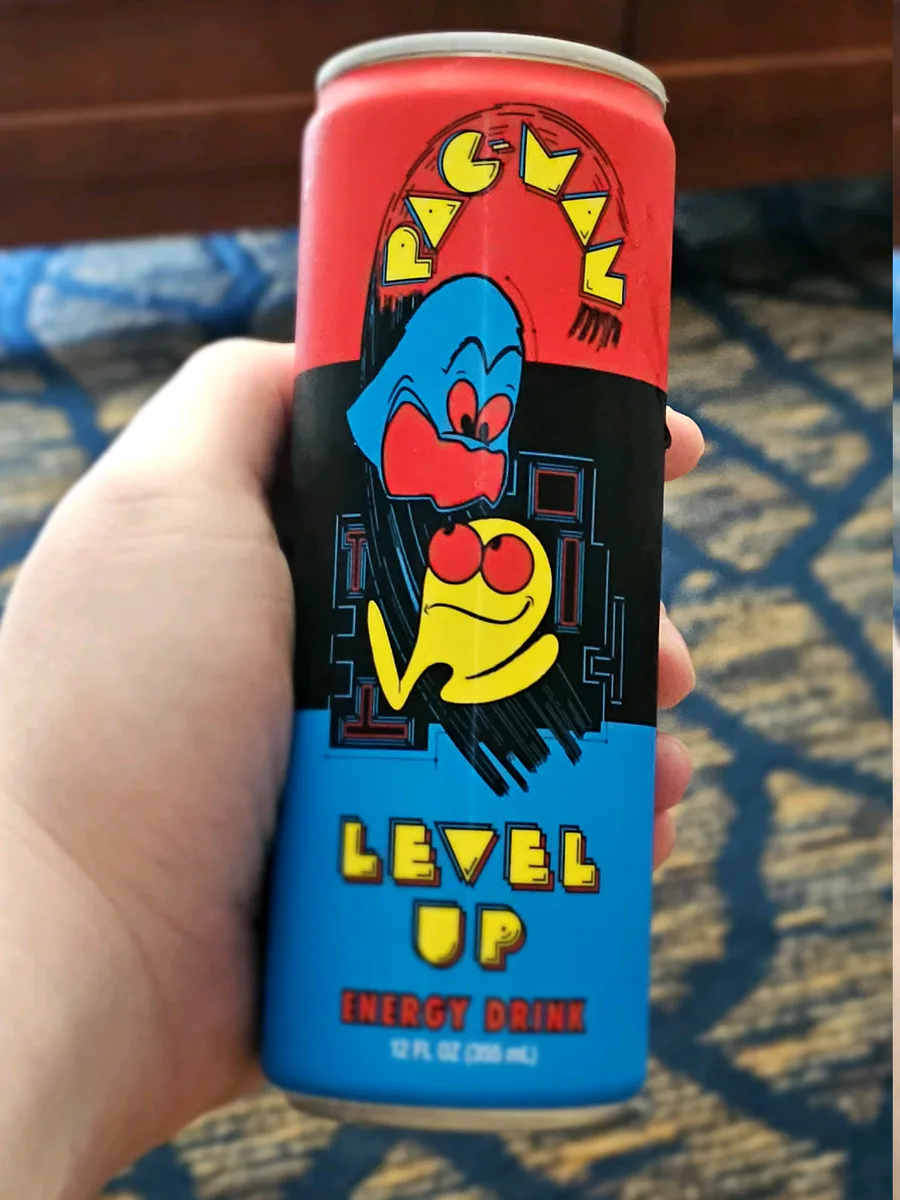 PAC-MAN
LEVEL
UP
ENERGY DRINK
12 FL OZ (355 mL)